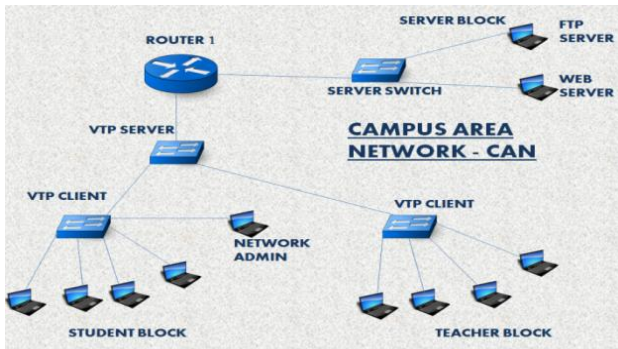 SERVER BLOCK
FTP
SERVER
ROUTER 1
WEB
SERVER
SERVER SWITCH
VTP SERVER
CAMPUS AREA
NETWORK - CAN
VTP CLIENT
VTP CLIENT
NETWORK
ADMIN
STUDENT BLOCK
TEACHER BLOCK